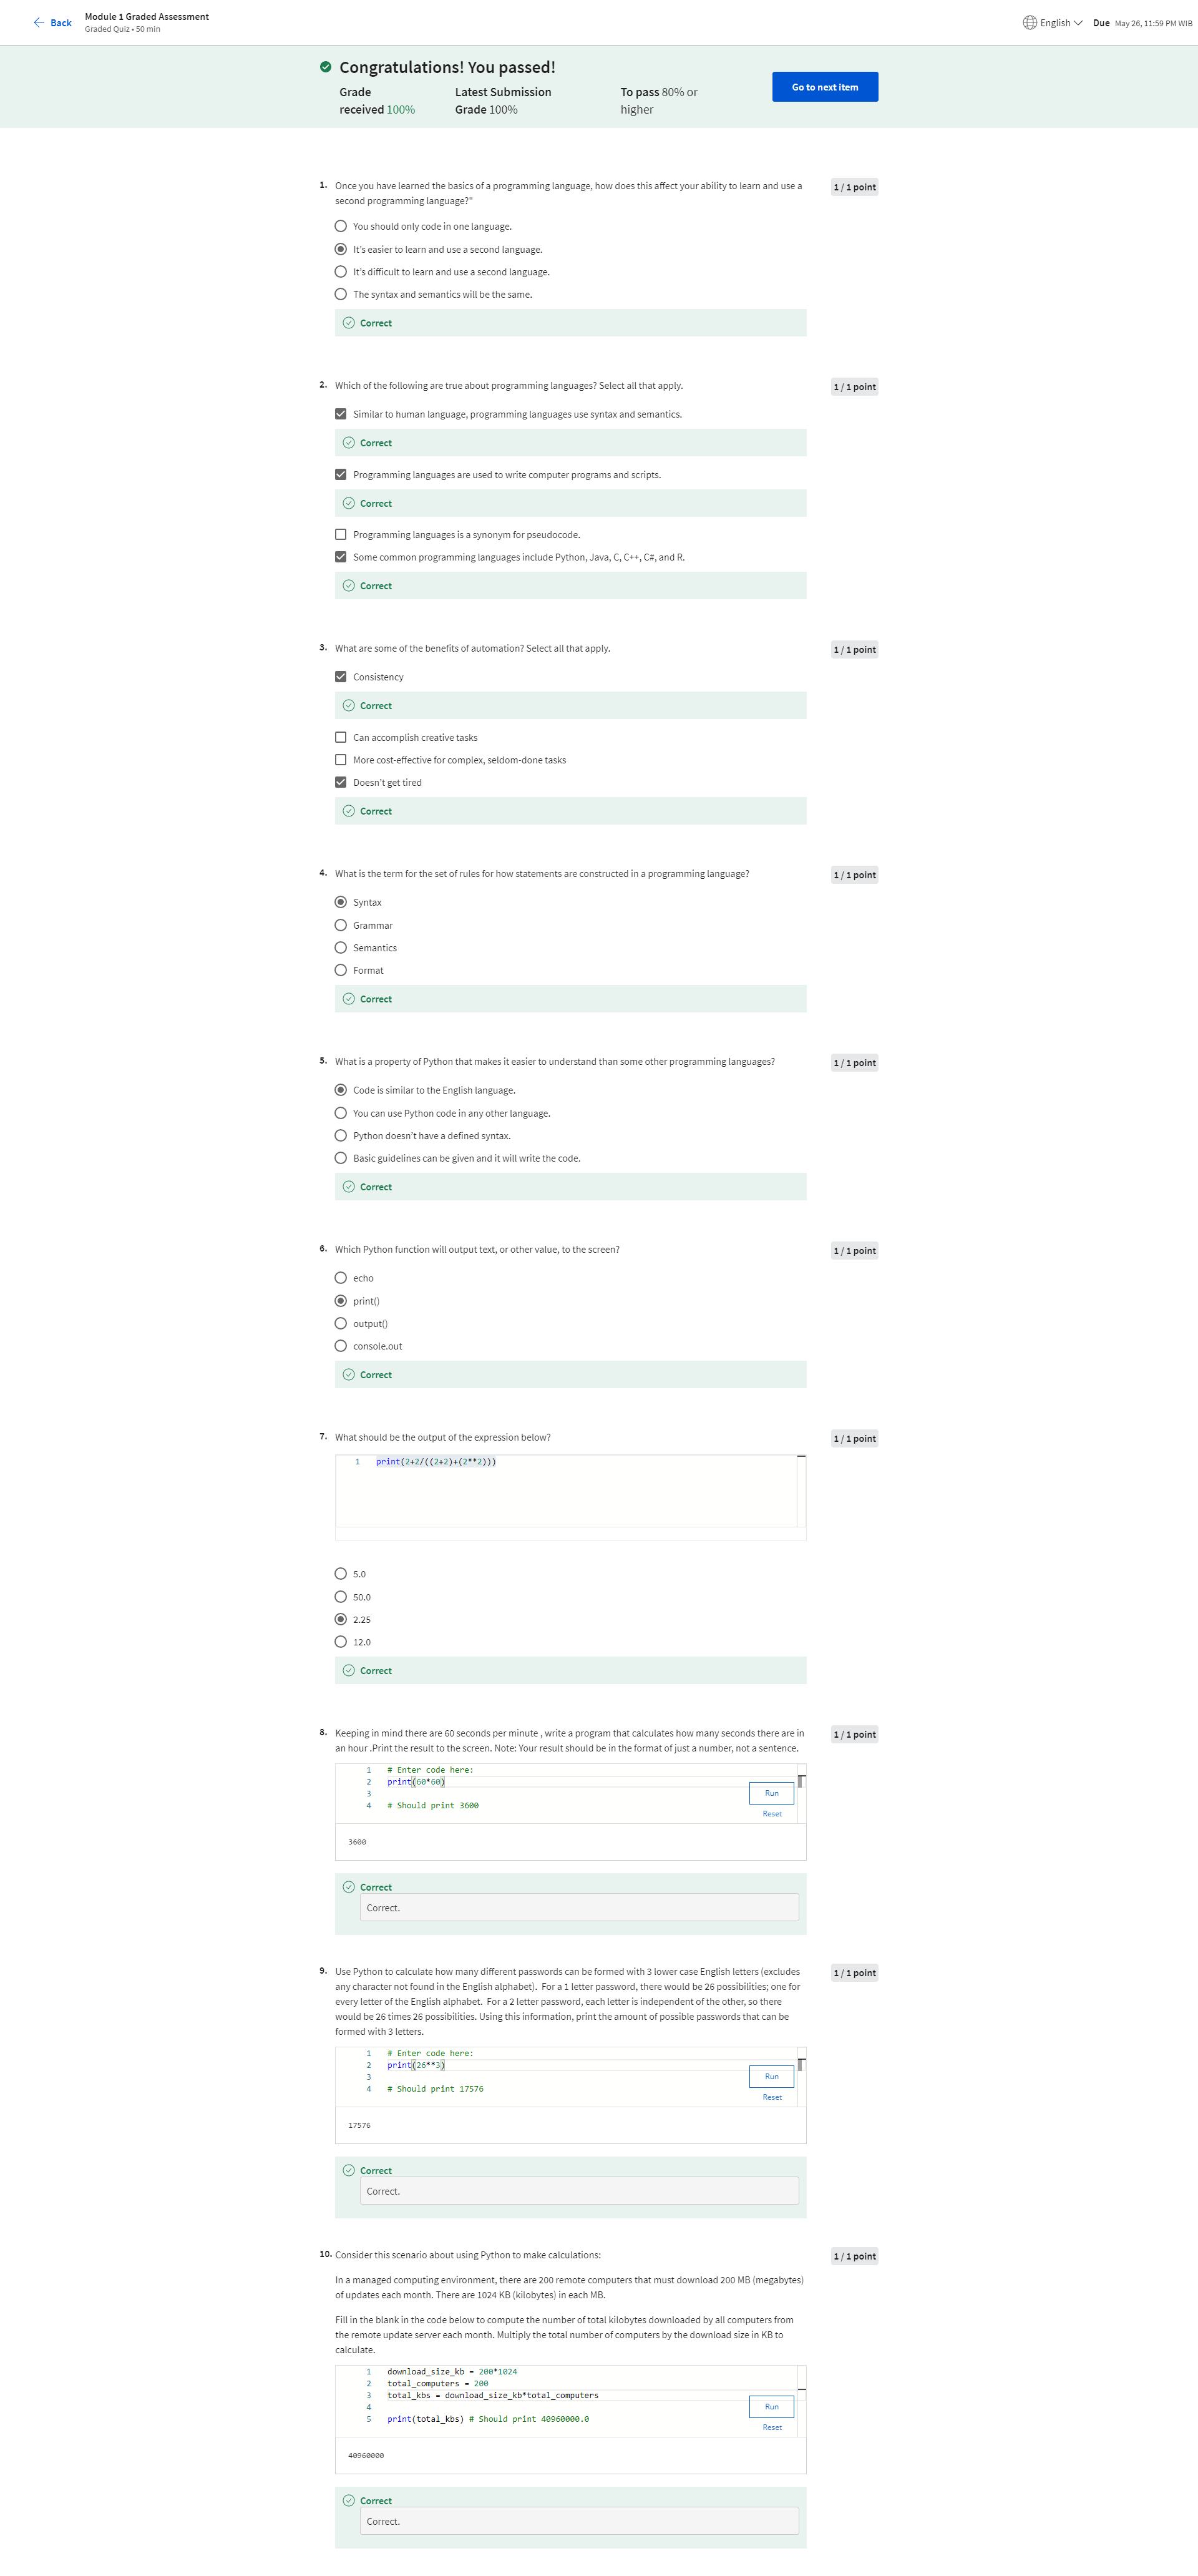 Back
Module 1 Graded Assessment
Graded Quiz • 50 min
English
Due May 26, 11:59 PM WIB
Congratulations! You passed!
Grade
received 100%
Latest Submission
Grade 100%
To pass 80% or
higher
Go to next item
1. Once you have learned the basics of a programming language, how does this affect your ability to learn and use a
second programming language?"
1 / 1 point
You should only code in one language.
It's easier to learn and use a second language.
It's difficult to learn and use a second language.
The syntax and semantics will be the same.
Correct
2. Which of the following are true about programming languages? Select all that apply.
1 / 1 point
Similar to human language, programming languages use syntax and semantics.
Correct
Programming languages are used to write computer programs and scripts.
Correct
Programming languages is a synonym for pseudocode.
Some common programming languages include Python, Java, C, C++, C#, and R.
Correct
3. What are some of the benefits of automation? Select all that apply.
1 / 1 point
Consistency
Correct
Can accomplish creative tasks
More cost-effective for complex, seldom-done tasks
Doesn't get tired
Correct
4. What is the term for the set of rules for how statements are constructed in a programming language?
1 / 1 point
Syntax
Grammar
Semantics
Format
Correct
5. What is a property of Python that makes it easier to understand than some other programming languages?
1 / 1 point
Code is similar to the English language.
You can use Python code in any other language.
Python doesn't have a defined syntax.
Basic guidelines can be given and it will write the code.
Correct
6. Which Python function will output text, or other value, to the screen?
1 / 1 point
echo
print()
output()
console.out
Correct
7. What should be the output of the expression below?
1 / 1 point
1 print(2+2/((2+2)+(2**2)))
5.0
50.0
2.25
12.0
Correct
8. Keeping in mind there are 60 seconds per minute , write a program that calculates how many seconds there are in
an hour .Print the result to the screen. Note: Your result should be in the format of just a number, not a sentence.
1 / 1 point
1 # Enter code here:
2 print(60*60)
3
4 # Should print 3600
Run
Reset
3600
Correct
Correct.
9. Use Python to calculate how many different passwords can be formed with 3 lower case English letters (excludes
any character not found in the English alphabet). For a 1 letter password, there would be 26 possibilities; one for
every letter of the English alphabet. For a 2 letter password, each letter is independent of the other, so there
would be 26 times 26 possibilities. Using this information, print the amount of possible passwords that can be
formed with 3 letters.
1 / 1 point
1 # Enter code here:
2 print(26**3)
3
4 # Should print 17576
Run
Reset
17576
Correct
Correct.
10. Consider this scenario about using Python to make calculations:
1 / 1 point
In a managed computing environment, there are 200 remote computers that must download 200 MB (megabytes)
of updates each month. There are 1024 KB (kilobytes) in each MB.
Fill in the blank in the code below to compute the number of total kilobytes downloaded by all computers from
the remote update server each month. Multiply the total number of computers by the download size in KB to
calculate.
1 download_size_kb = 200*1024
2 total_computers = 200
3 total_kbs = download_size_kb*total_computers
4
5 print(total_kbs) # Should print 40960000.0
Run
Reset
40960000
Correct
Correct.